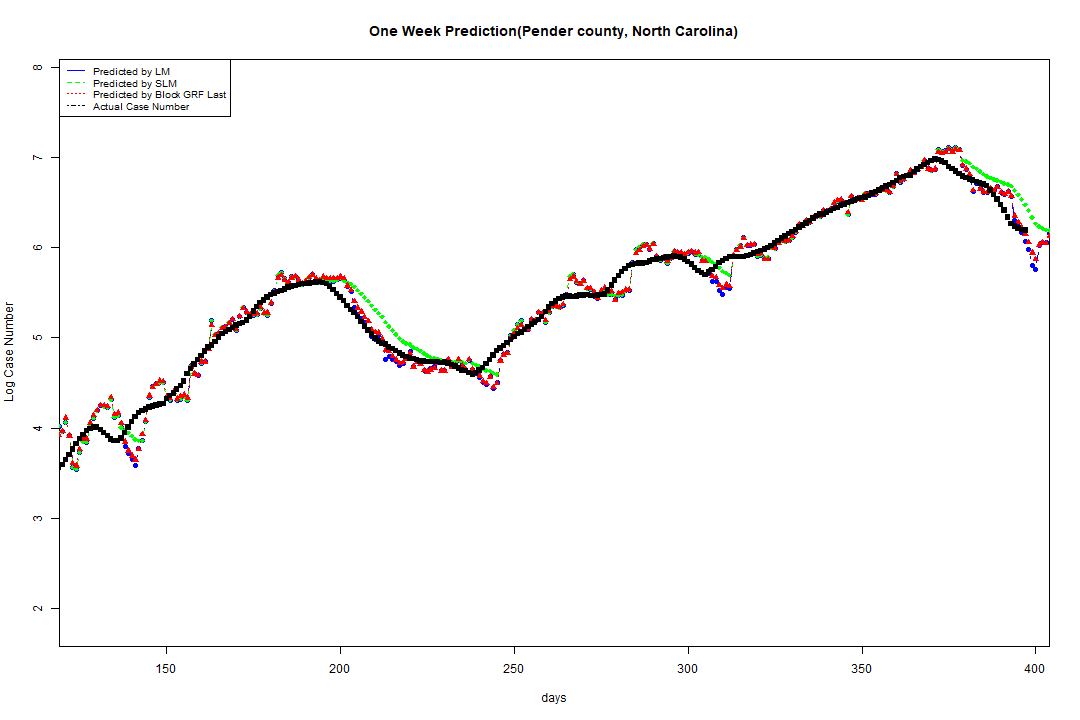 One Week Prediction(Pender county, North Carolina)
Predicted by LM
Predicted by SLM
Predicted by Block GRF Last
Actual Case Number
8
7
6
5
4
3
2
Log Case Number
150 200 250 300 350 400
days